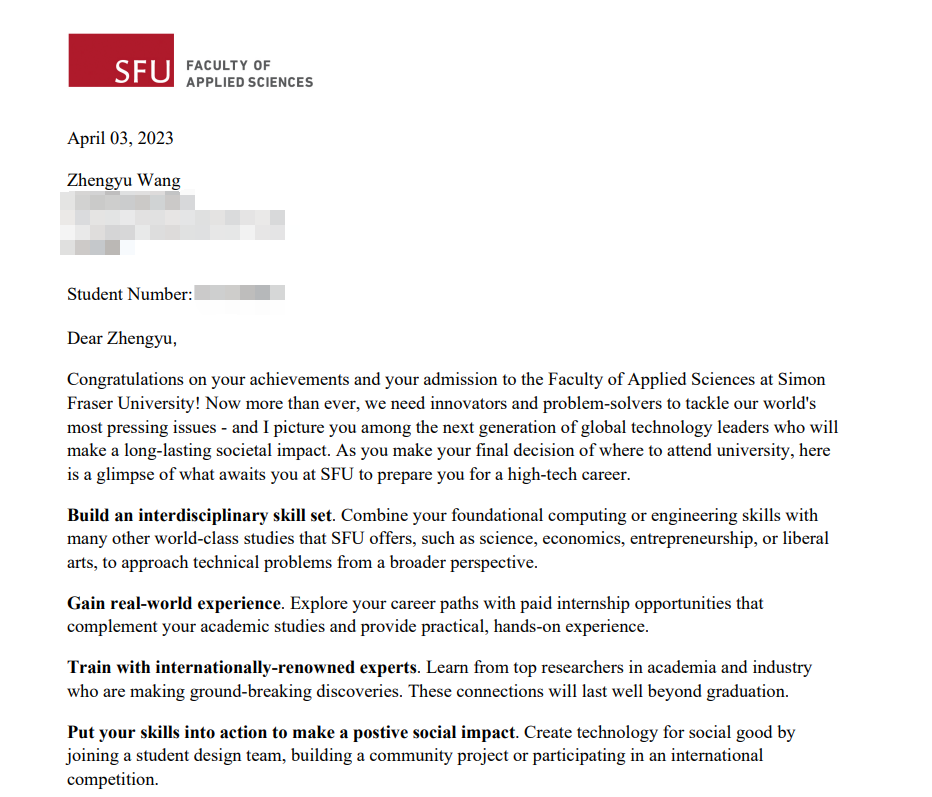 SFU FACULTY OF
APPLIED SCIENCES
April 03, 2023
Zhengyu Wang
Student Number:
Dear Zhengyu,
Congratulations on your achievements and your admission to the Faculty of Applied Sciences at Simon
Fraser University! Now more than ever, we need innovators and problem-solvers to tackle our world's
most pressing issues - and I picture you among the next generation of global technology leaders who will
make a long-lasting societal impact. As you make your final decision of where to attend university, here
is a glimpse of what awaits you at SFU to prepare you for a high-tech career.
Build an interdisciplinary skill set. Combine your foundational computing or engineering skills with
many other world-class studies that SFU offers, such as science, economics, entrepreneurship, or liberal
arts, to approach technical problems from a broader perspective.
Gain real-world experience. Explore your career paths with paid internship opportunities that
complement your academic studies and provide practical, hands-on experience.
Train with internationally-renowned experts. Learn from top researchers in academia and industry
who are making ground-breaking discoveries. These connections will last well beyond graduation.
Put your skills into action to make a postive social impact. Create technology for social good by
joining a student design team, building a community project or participating in an international
competition.